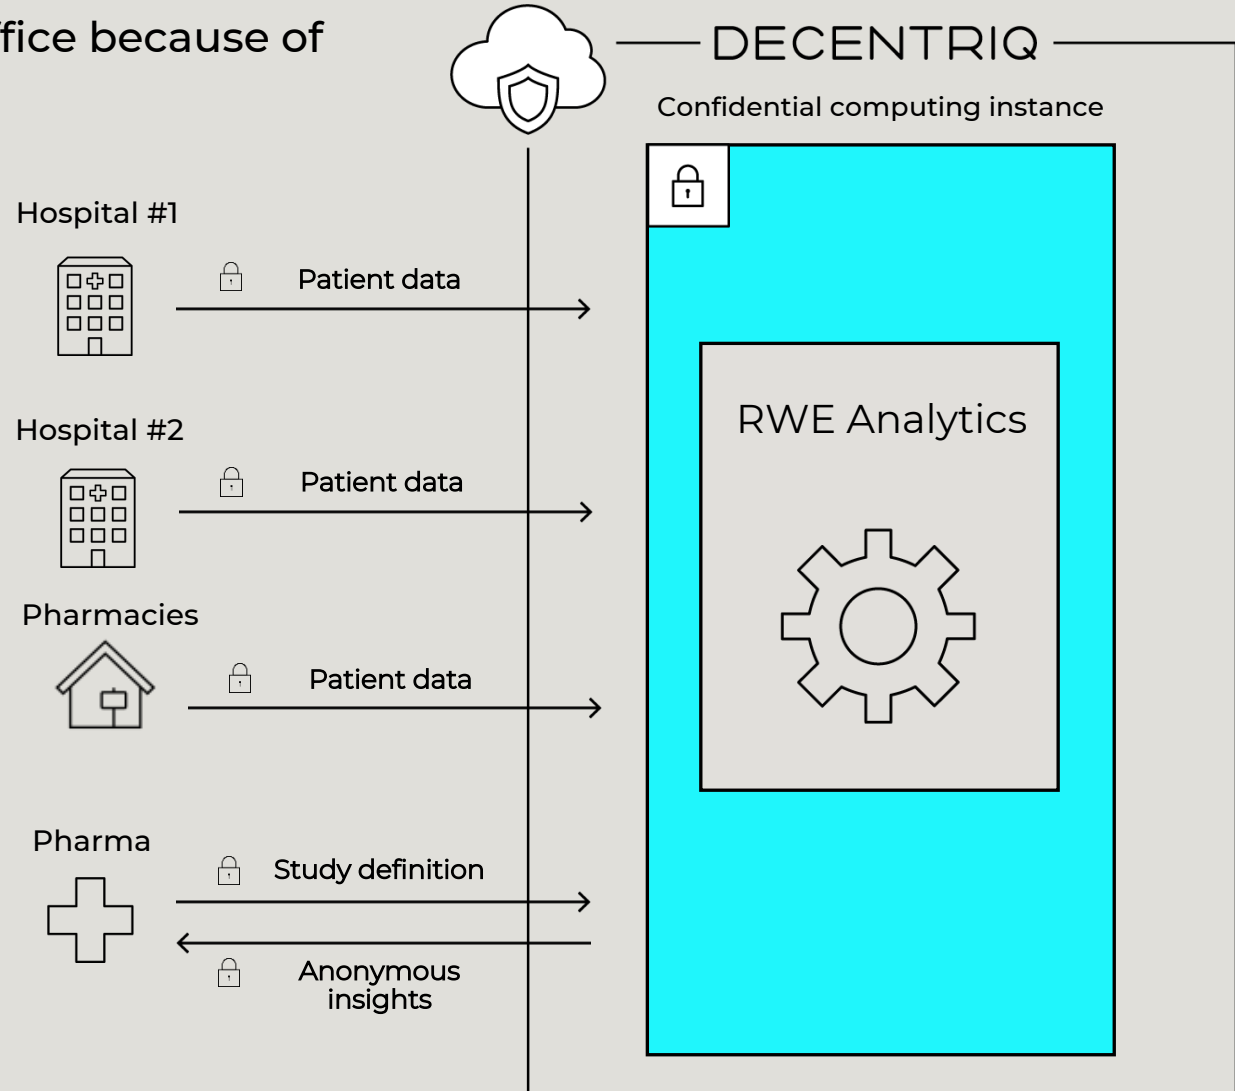 ffice because of
DECENTRIQ
Confidential computing instance
Hospital #1
Patient data
Hospital #2
Patient data
RWE Analytics
Pharmacies
Patient data
Pharma
Study definition
Anonymous
insights